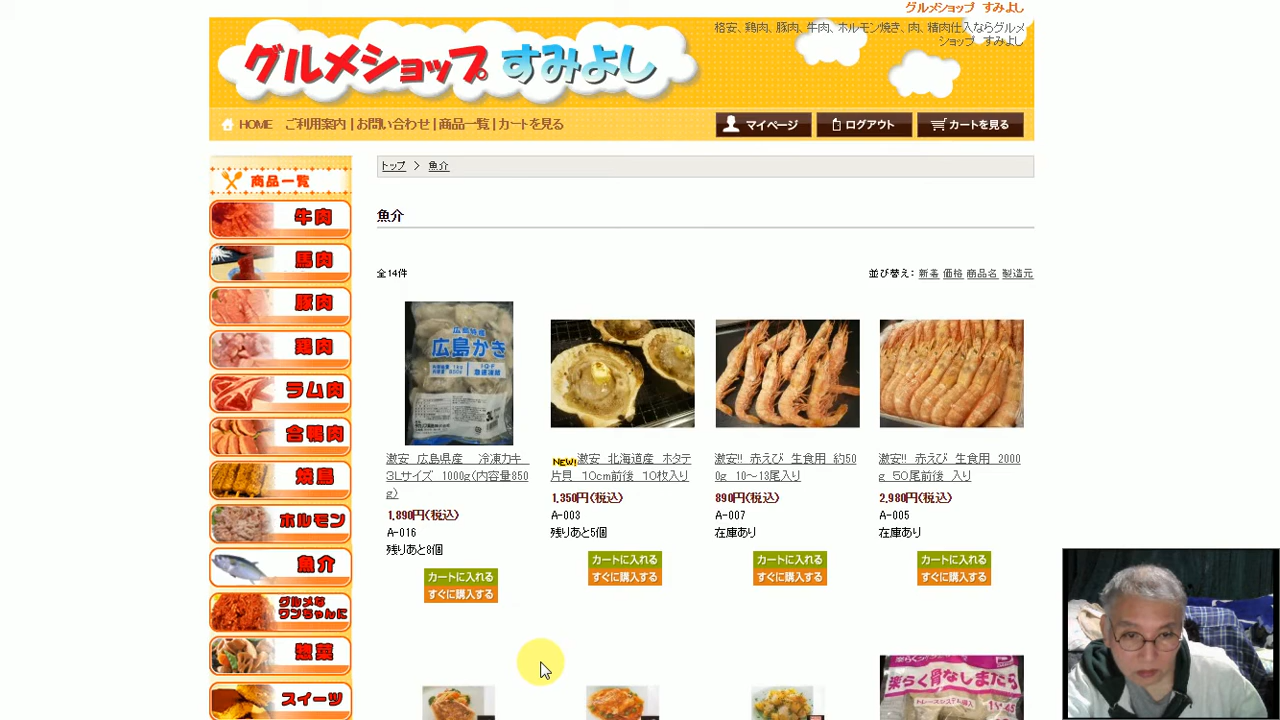 グルメショップ すみよし
格安、鶏肉、豚肉、牛肉、ホルモン焼き、肉、精肉仕入ならグルメ
ショップ すみよし
グルメショップ すみよし
HOME ご利用案内 | お問い合わせ | 商品一覧 | カートを見る
マイページ ログアウト カートを見る
商品一覧
牛肉
馬肉
豚肉
鶏肉
ラム肉
合鴨肉
焼鳥
ホルモン
魚介
グルメな
ワンちゃんに
惣菜
スイーツ
トップ > 魚介
魚介
全14件
並び替え: 新着 価格 商品名 製造元
広島特産
広島かき
激安 広島県産 冷凍カキ
3Lサイズ 1000g(内容量850
g)
1,890円(税込)
A-016
残りあと8個
カートに入れる
すぐに購入する
NEW! 激安 北海道産 ホタテ
片貝 10cm前後 10枚入り
1,350円(税込)
A-003
残りあと5個
カートに入れる
すぐに購入する
激安!! 赤えび 生食用 約50
0g 10～13尾入り
890円(税込)
A-007
在庫あり
カートに入れる
すぐに購入する
激安!! 赤えび 生食用 2000
g 50尾前後 入り
2,980円(税込)
A-005
在庫あり
カートに入れる
すぐに購入する
楽らく骨なしまだら